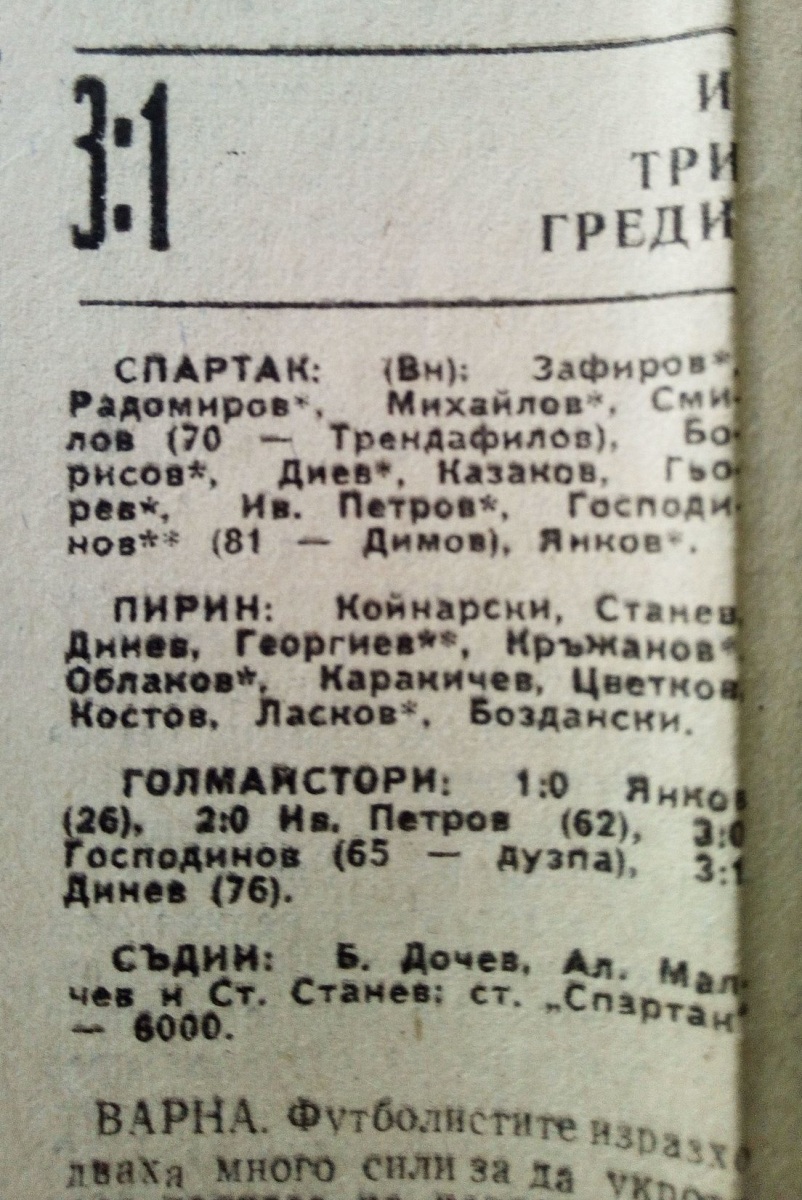 3:1
И
ТРИ
ГРЕДИ
СПАРТАК: (Вн): Зафиров*,
Радомиров*, Михайлов*, Сми-
лов (70 — Трендафилов), Бо-
рисов*, Диев*, Казаков, Гьо-
рев*, Ив. Петров*, Господи-
нов** (81 — Димов), Янков*.
ПИРИН: Койнарски, Станев,
Динев, Георгиев**, Кръжанов*
Облаков*, Караничев, Цветков,
Костов, Ласков*, Боздански.
ГОЛМАЙСТОРИ: 1:0 Янков
(26), 2:0 Ив. Петров (62), 3:0
Господинов (65 — дузпа), 3:1
Динев (76).
СЪДИИ: Б. Дочев, Ал. Мал-
чев и Ст. Станев; ст. „Спартак"
— 6000.
ВАРНА. Футболистите изразхо
дваха много сили за да укро-